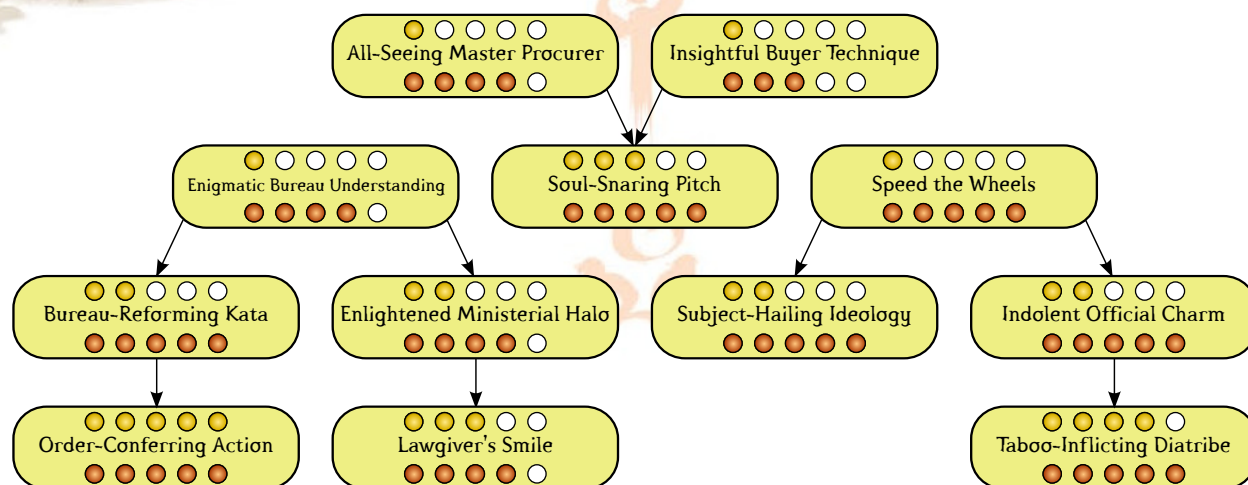 All-Seeing Master Procurer
Insightful Buyer Technique
Enigmatic Bureau Understanding
Soul-Snaring Pitch
Speed the Wheels
Bureau-Reforming Kata
Enlightened Ministerial Halo
Subject-Hailing Ideology
Indolent Official Charm
Order-Conferring Action
Lawgiver's Smile
Taboo-Inflicting Diatribe